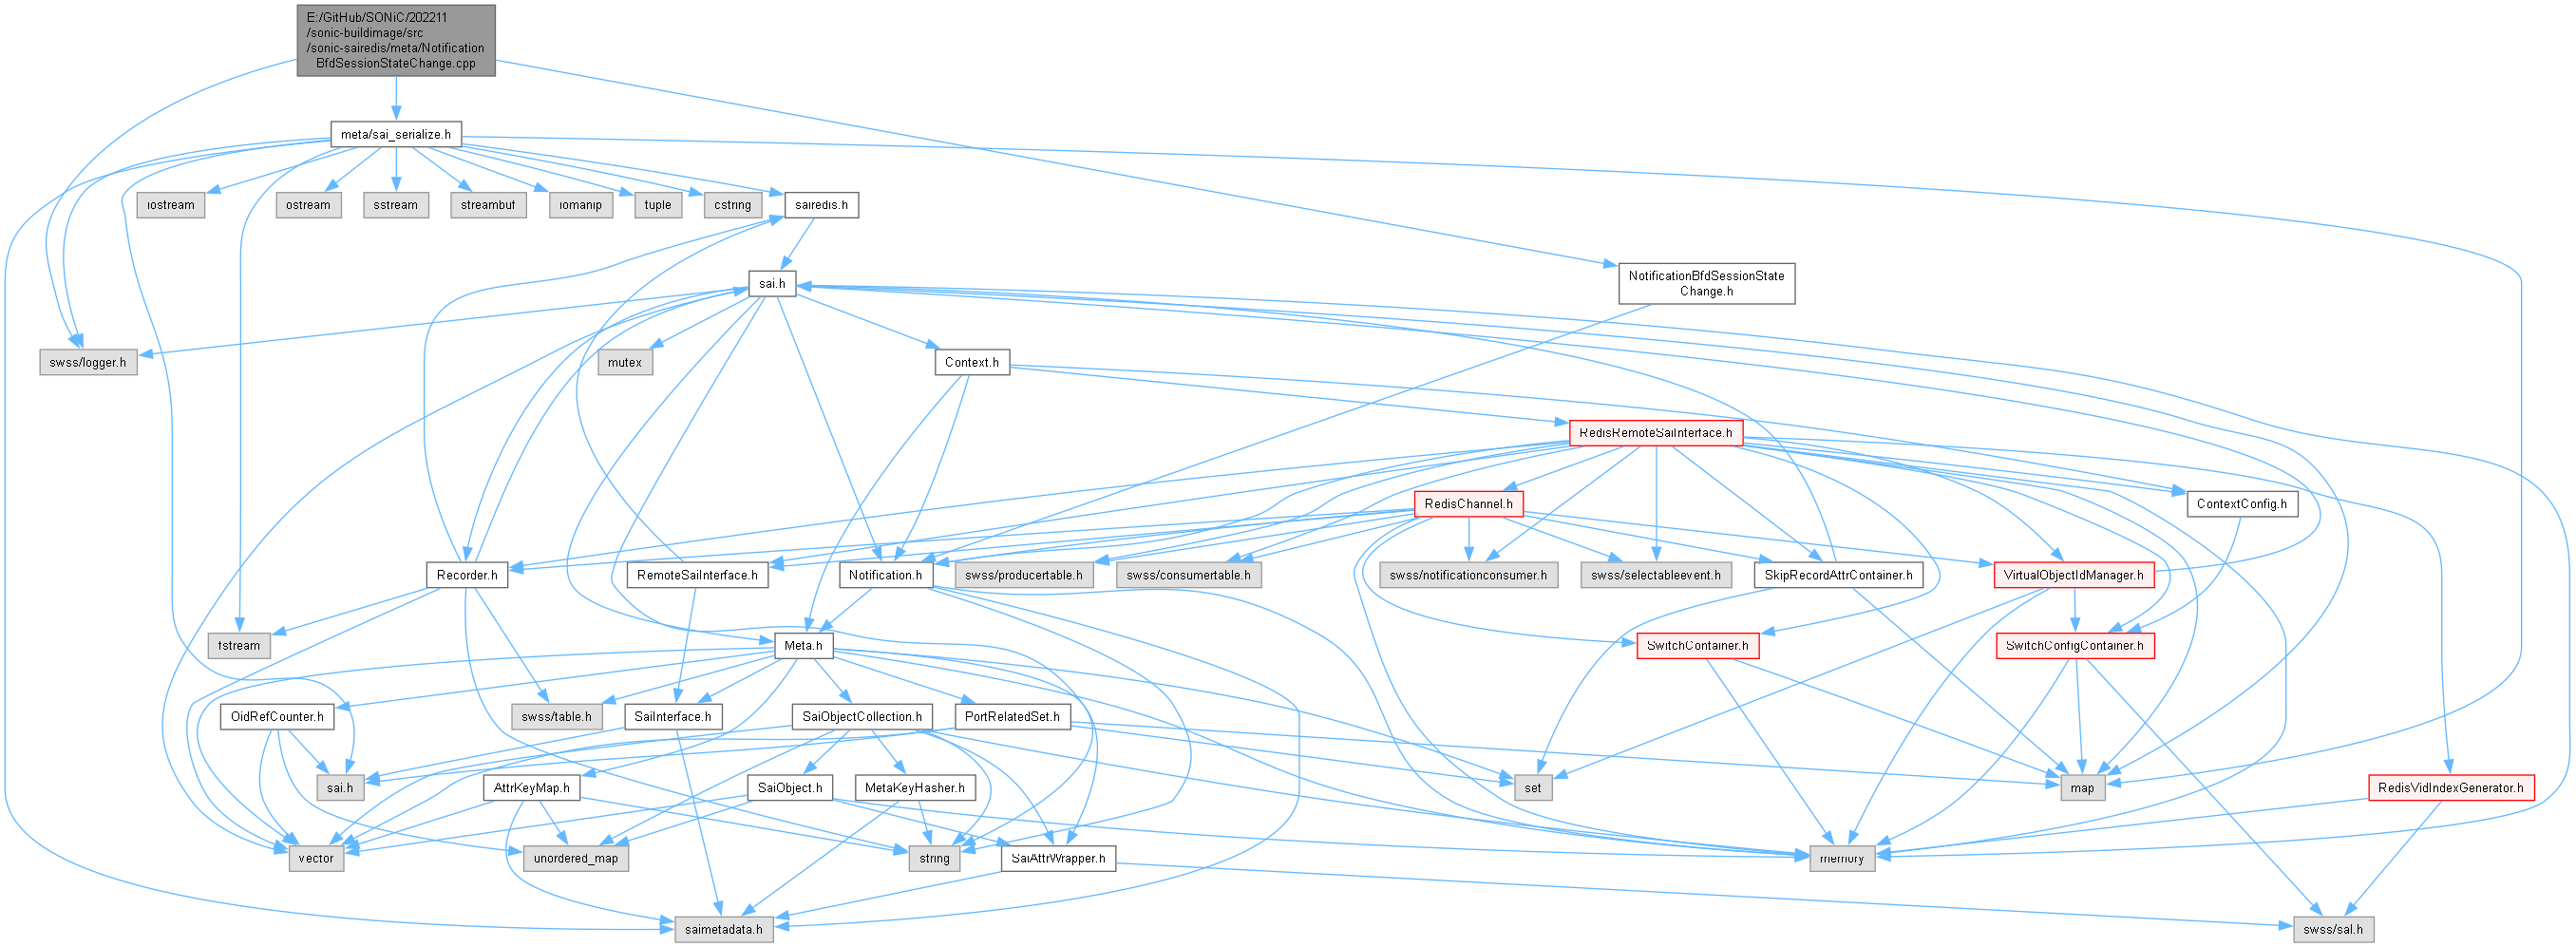 E:/GitHub/SONiC/202211
/sonic-buildimage/src
/sonic-sairedis/meta/Notification
BfdSessionStateChange.cpp
meta/sai_serialize.h
iostream
ostream
sstream
streambuf
iomanip
tuple
cstring
sairedis.h
sai.h
NotificationBfdSessionState
Change.h
swss/logger.h
mutex
Context.h
RedisRemoteSaiInterface.h
RedisChannel.h
ContextConfig.h
Recorder.h
RemoteSaiInterface.h
Notification.h
swss/producertable.h
swss/consumertable.h
swss/notificationconsumer.h
swss/selectableevent.h
SkipRecordAttrContainer.h
VirtualObjectIdManager.h
fstream
Meta.h
SwitchContainer.h
SwitchConfigContainer.h
OidRefCounter.h
swss/table.h
SaiInterface.h
SaiObjectCollection.h
PortRelatedSet.h
sai.h
AttrKeyMap.h
SaiObject.h
MetaKeyHasher.h
set
map
RedisVidIndexGenerator.h
vector
unordered_map
string
SaiAttrWrapper.h
memory
saimetadata.h
swss/sal.h